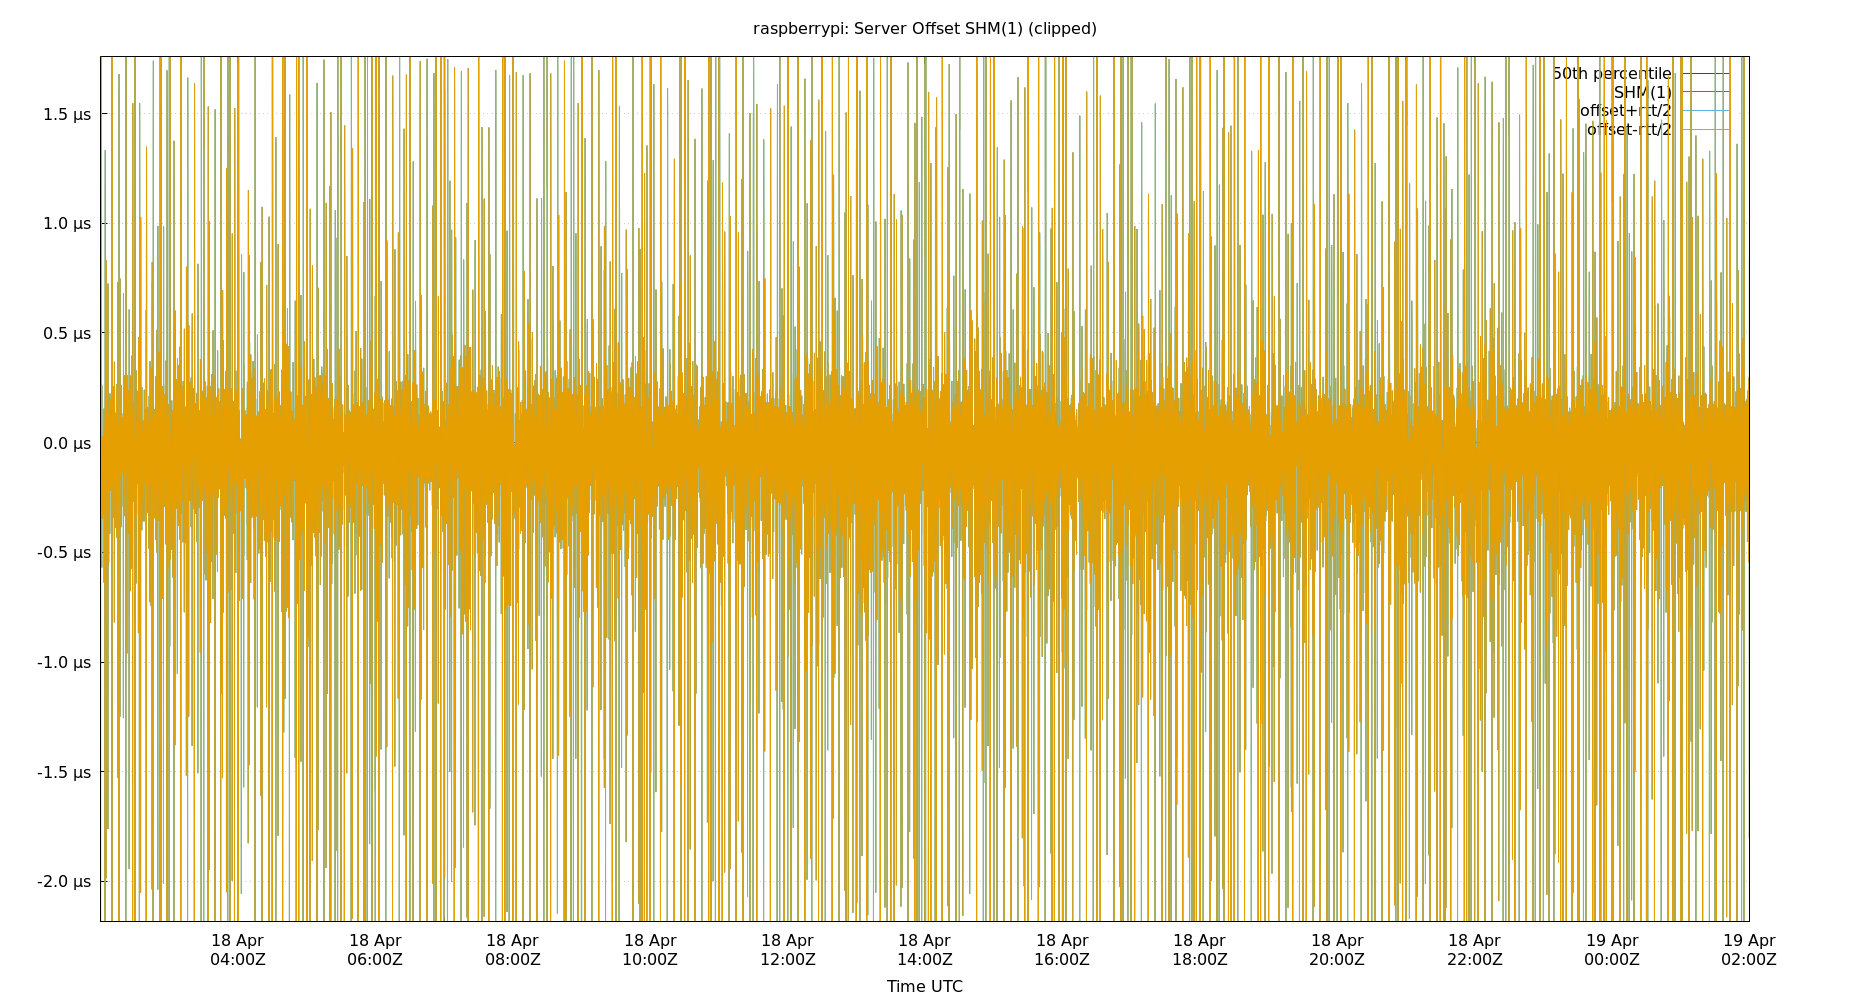 raspberrypi: Server Offset SHM(1) (clipped)
50th percentile
SHM(1)
offset+rtt/2
offset-rtt/2
1.5 µs
1.0 µs
0.5 µs
0.0 µs
-0.5 µs
-1.0 µs
-1.5 µs
-2.0 µs
18 Apr 18 Apr 18 Apr 18 Apr 18 Apr 18 Apr 18 Apr 18 Apr 18 Apr 18 Apr 19 Apr 19 Apr
04:00Z 06:00Z 08:00Z 10:00Z 12:00Z 14:00Z 16:00Z 18:00Z 20:00Z 22:00Z 00:00Z 02:00Z
Time UTC